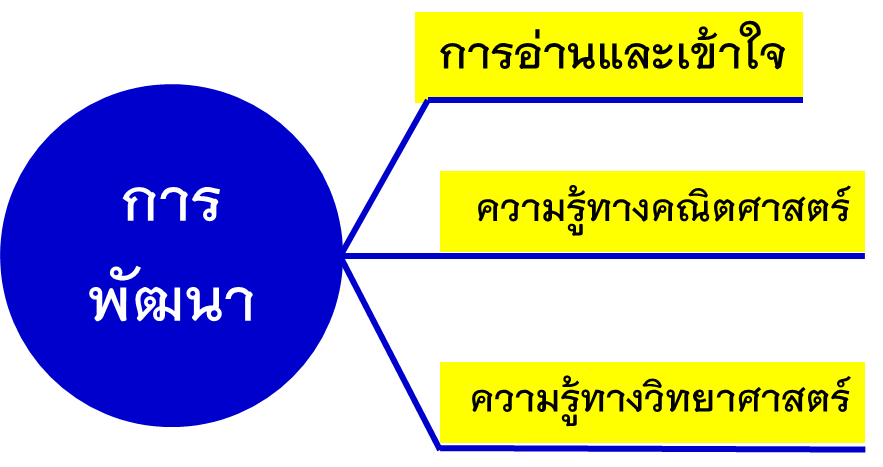 การ
พัฒนา
การอ่านและเข้าใจ
ความรู้ทางคณิตศาสตร์
ความรู้ทางวิทยาศาสตร์